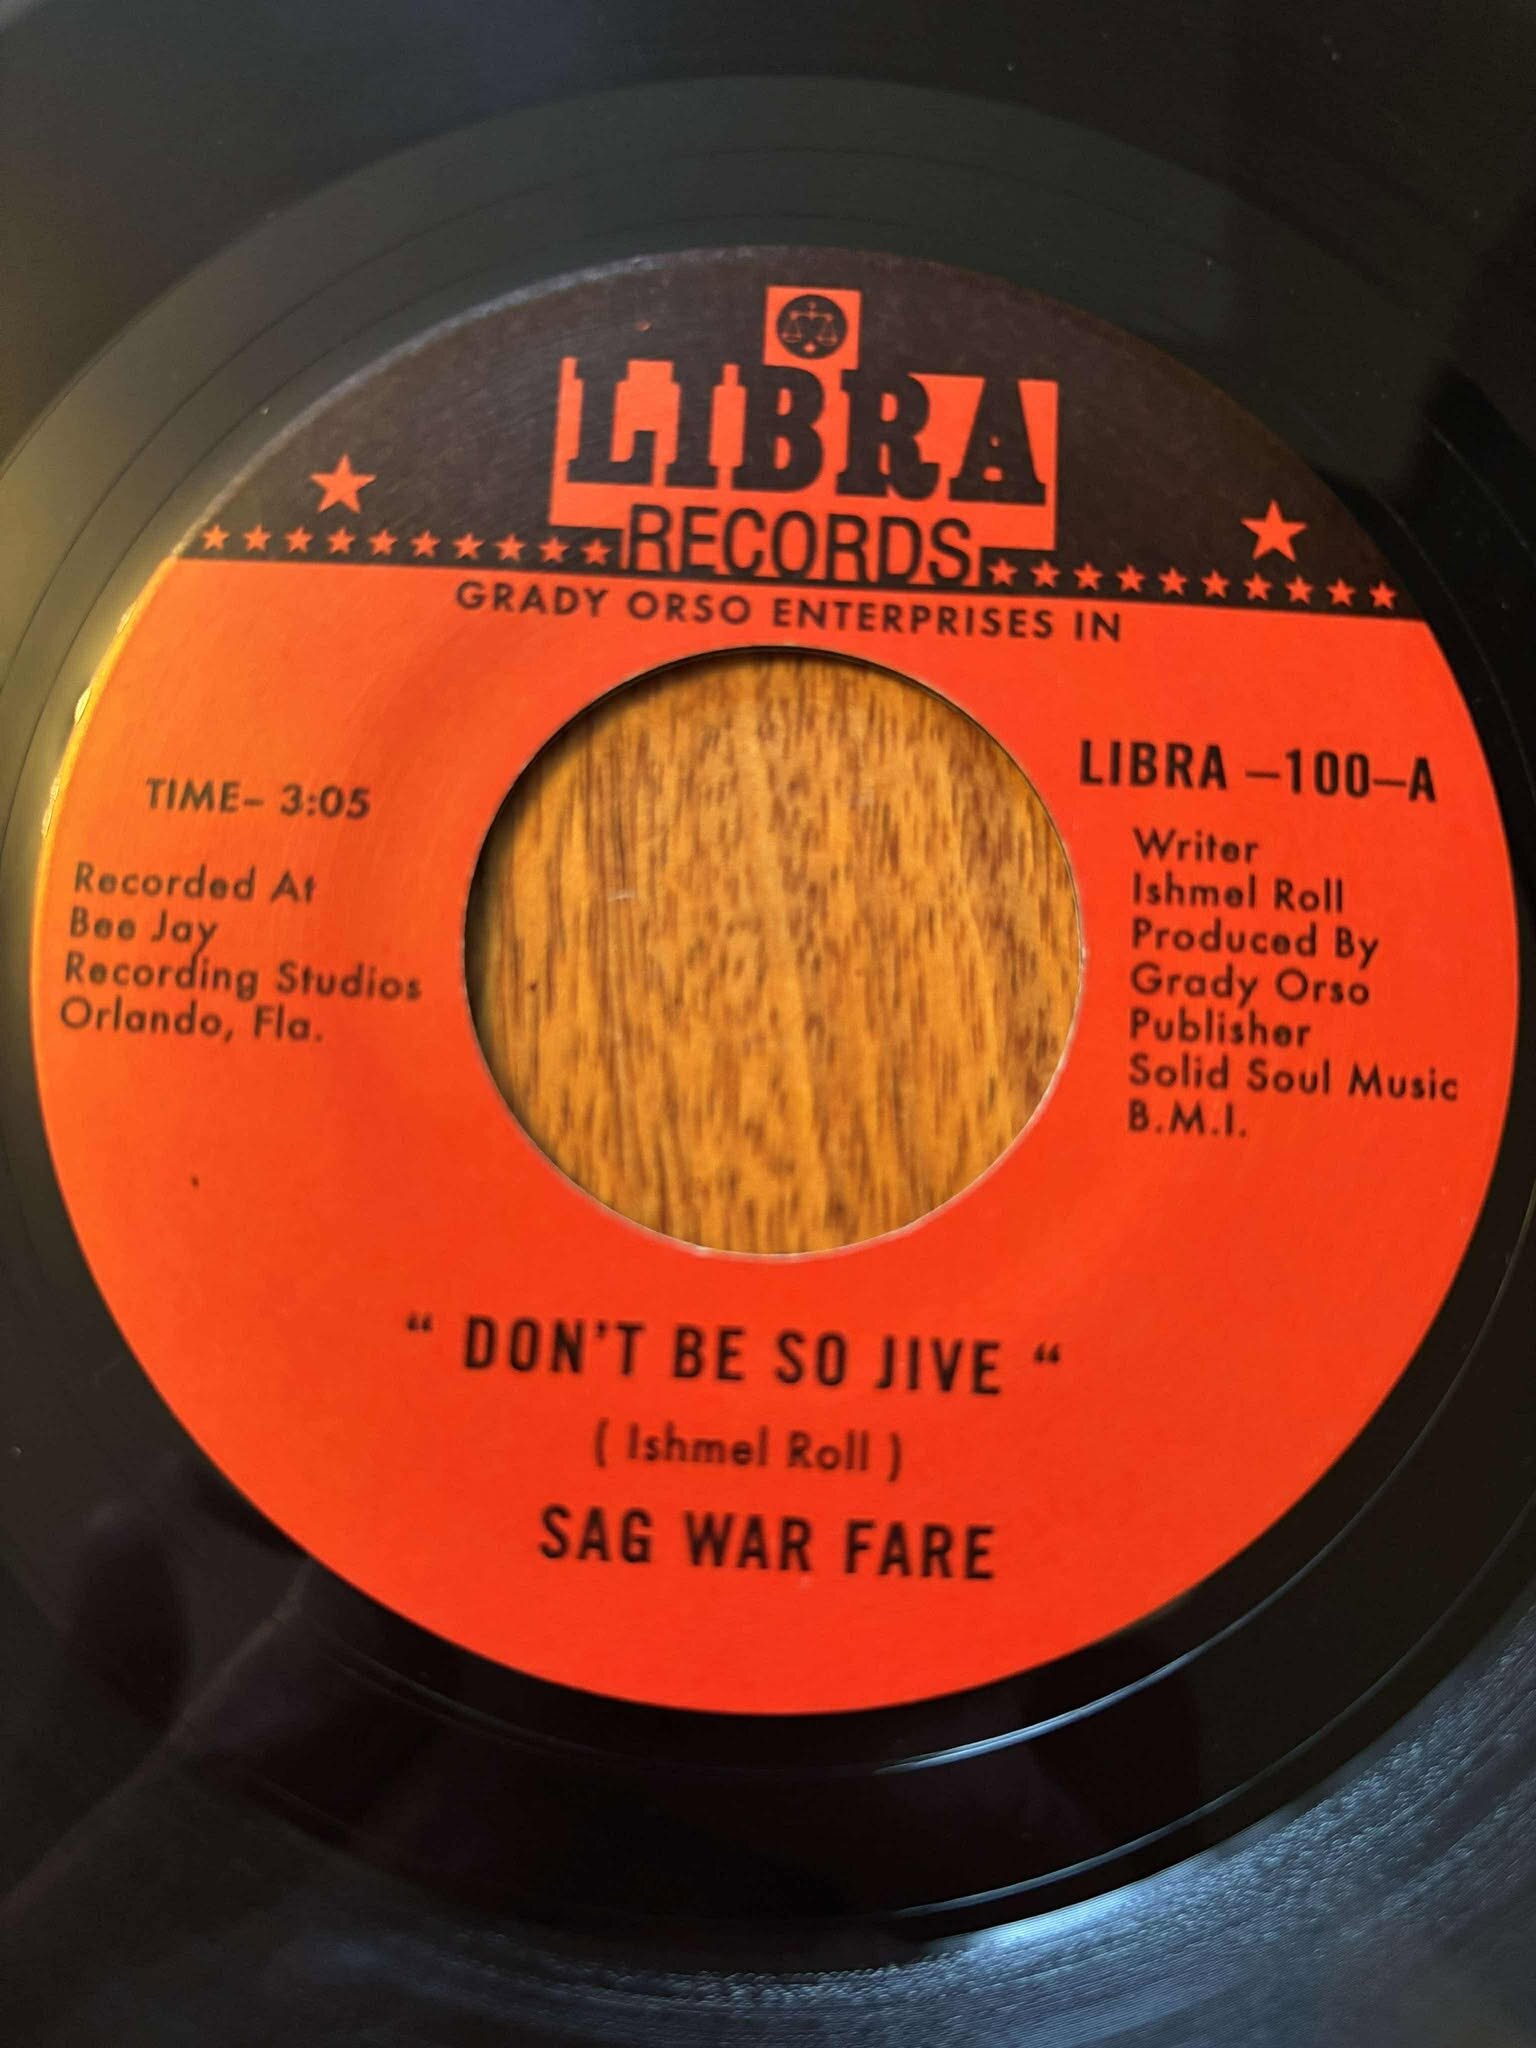 LIBRA
RECORDS
GRADY ORSO ENTERPRISES IN
LIBRA –100–A
TIME– 3:05
Recorded At
Bee Jay
Recording Studios
Orlando, Fla.
Writer
Ishmel Roll
Produced By
Grady Orso
Publisher
Solid Soul Music
B.M.I.
“ DON'T BE SO JIVE “
( Ishmel Roll )
SAG WAR FARE